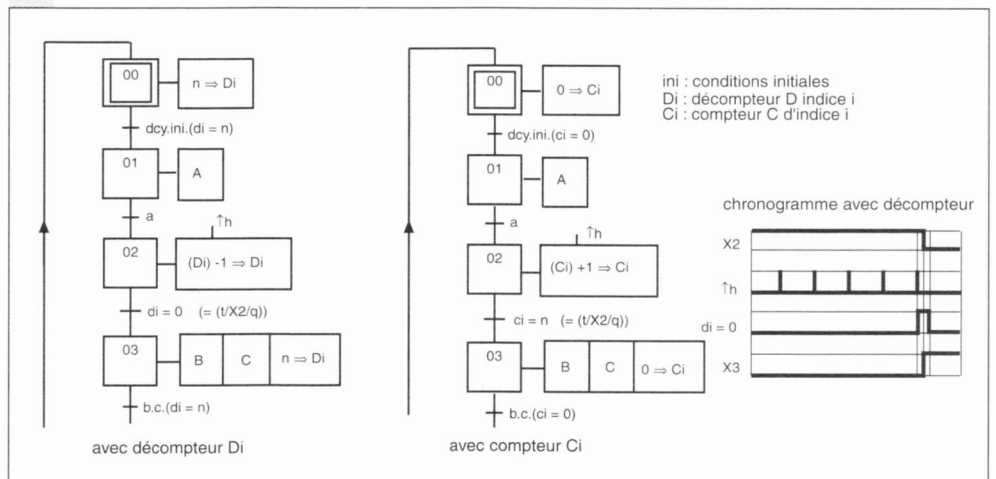 00
n ⇒ Di
dcy.ini.(di = n)
01
A
a
↑h
02
(Di) -1 ⇒ Di
di = 0 (= (t/X2/q))
03
B C n ⇒ Di
b.c.(di = n)
avec décompteur Di
00
0 ⇒ Ci
dcy.ini.(ci = 0)
01
A
a
↑h
02
(Ci) +1 ⇒ Ci
ci = n (= (t/X2/q))
03
B C 0 ⇒ Ci
b.c.(ci = 0)
avec compteur Ci
ini : conditions initiales
Di : décompteur D indice i
Ci : compteur C d'indice i
chronogramme avec décompteur
X2
↑h
di = 0
X3